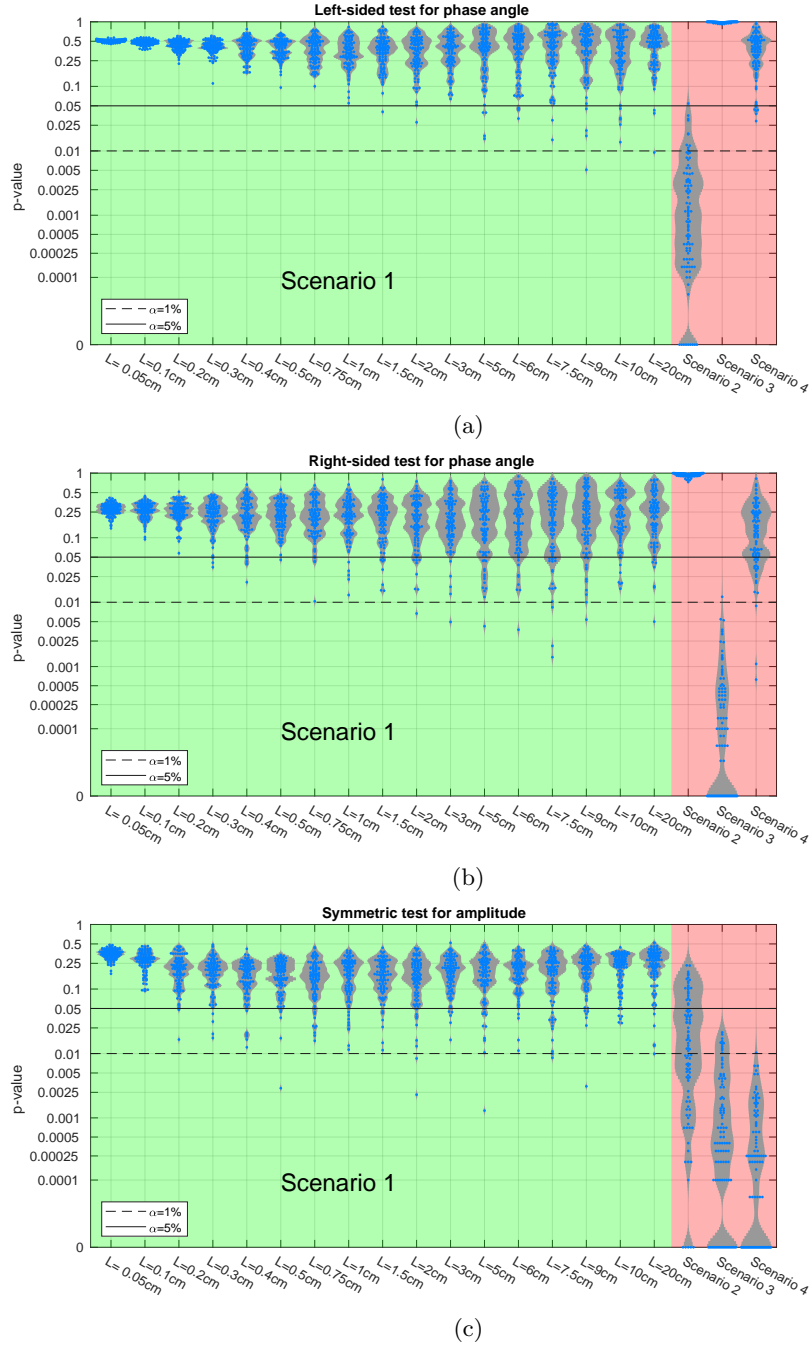 Left-sided test for phase angle
1
0.5
0.25
0.1
0.05
0.025
0.01
0.005
0.0025
0.001
0.0005
0.00025
0.0001
0
p-value
Scenario 1
α=1%
α=5%
L= 0.05cm
L=0.1cm
L=0.2cm
L=0.3cm
L=0.4cm
L=0.5cm
L=0.75cm
L=1cm
L=1.5cm
L=2cm
L=3cm
L=5cm
L=6cm
L=7.5cm
L=9cm
L=10cm
L=20cm
Scenario 2
Scenario 3
Scenario 4
(a)
Right-sided test for phase angle
1
0.5
0.25
0.1
0.05
0.025
0.01
0.005
0.0025
0.001
0.0005
0.00025
0.0001
0
p-value
Scenario 1
α=1%
α=5%
L= 0.05cm
L=0.1cm
L=0.2cm
L=0.3cm
L=0.4cm
L=0.5cm
L=0.75cm
L=1cm
L=1.5cm
L=2cm
L=3cm
L=5cm
L=6cm
L=7.5cm
L=9cm
L=10cm
L=20cm
Scenario 2
Scenario 3
Scenario 4
(b)
Symmetric test for amplitude
1
0.5
0.25
0.1
0.05
0.025
0.01
0.005
0.0025
0.001
0.0005
0.00025
0.0001
0
p-value
Scenario 1
α=1%
α=5%
L= 0.05cm
L=0.1cm
L=0.2cm
L=0.3cm
L=0.4cm
L=0.5cm
L=0.75cm
L=1cm
L=1.5cm
L=2cm
L=3cm
L=5cm
L=6cm
L=7.5cm
L=9cm
L=10cm
L=20cm
Scenario 2
Scenario 3
Scenario 4
(c)